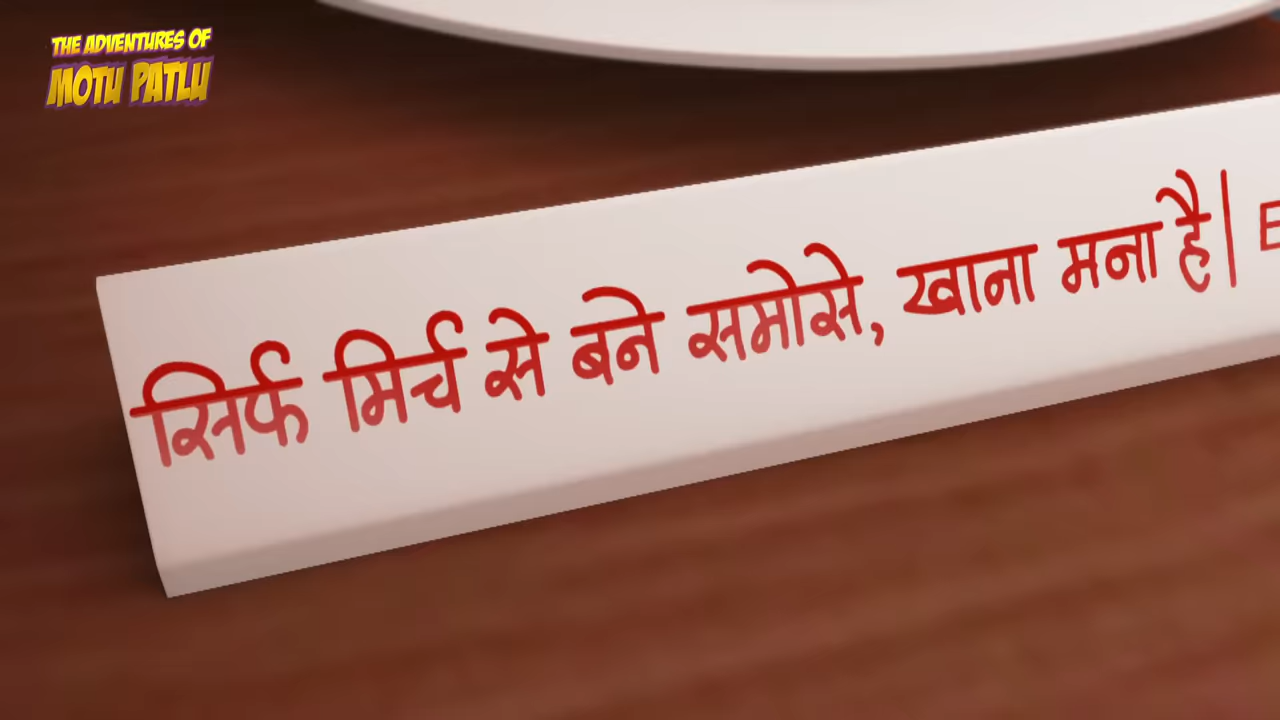 THE ADVENTURES OF
MOTU PATLU
सिर्फ मिर्च से बने समोसे, खाना मना है|